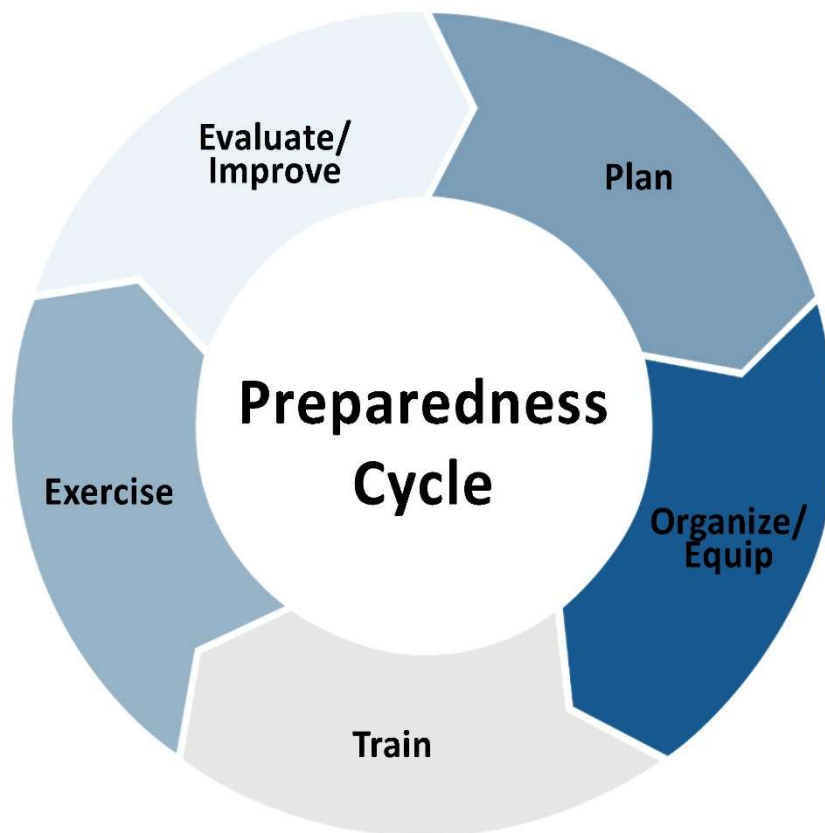 Evaluate/
Improve
Plan
Preparedness
Cycle
Exercise
Organize/
Equip
Train